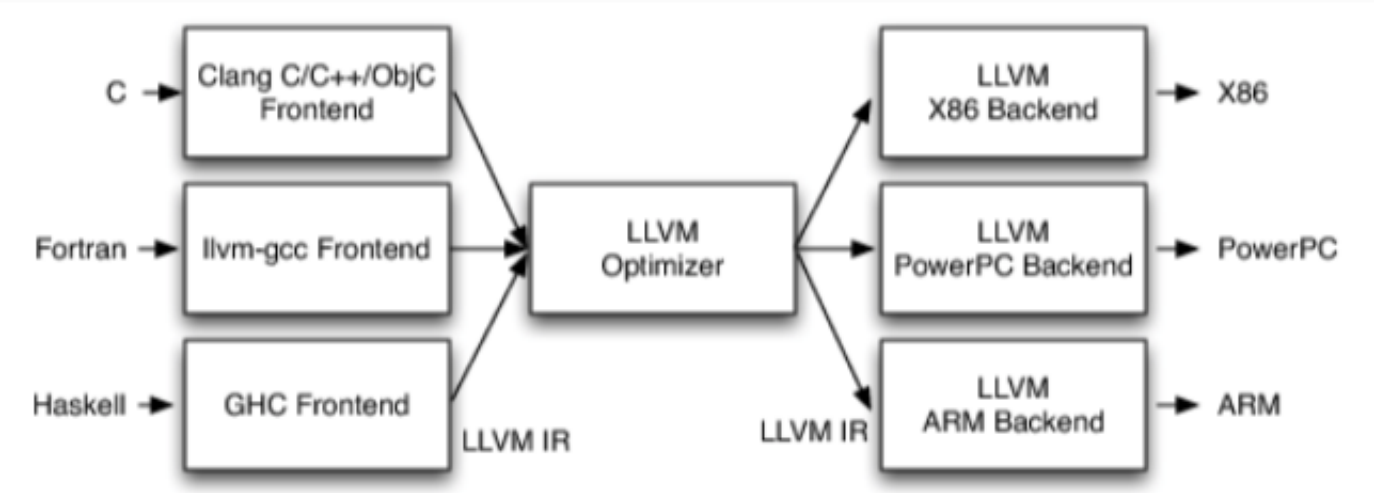 C
Clang C/C++/ObjC
Frontend
LLVM
X86 Backend
X86
Fortran
llvm-gcc Frontend
LLVM
Optimizer
LLVM
PowerPC Backend
PowerPC
Haskell
GHC Frontend
LLVM IR
LLVM IR
LLVM
ARM Backend
ARM